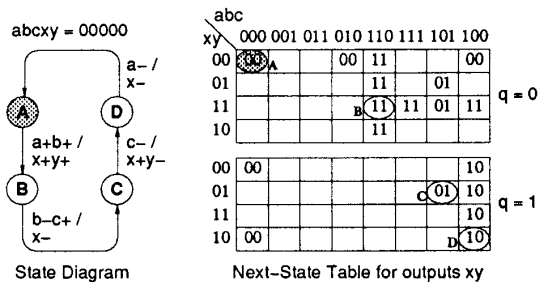 abcxy = 00000
a– /
x–
A
D
a+b+ /
x+y+
c– /
x+y–
B
C
b–c+ /
x–
State Diagram
abc
xy
000 001 011 010 110 111 101 100
00 00 A 00 11 00
01 11 01
11 B 11 11 01 11
10 11
q = 0
00 00 10
01 C 01 10
11 10
10 00 D 10
q = 1
Next–State Table for outputs xy